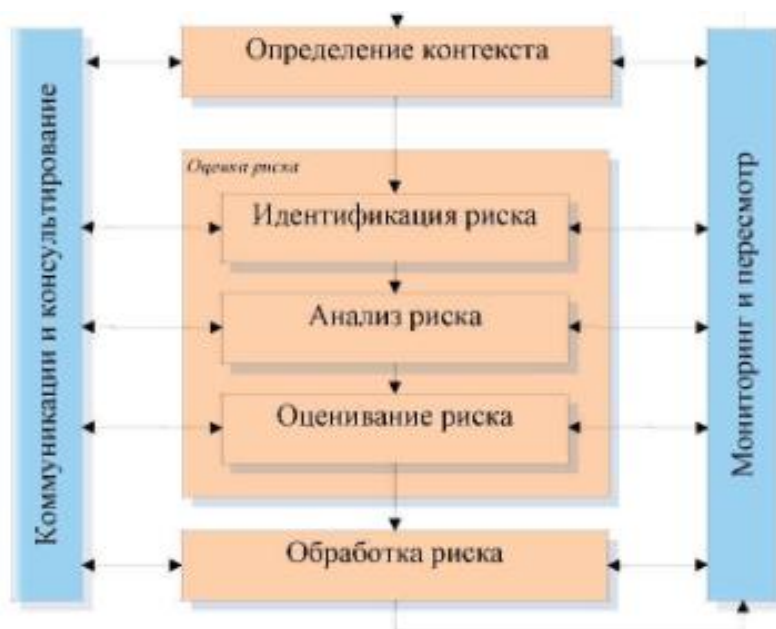 Определение контекста
Оценка риска
Идентификация риска
Анализ риска
Оценивание риска
Обработка риска
Коммуникации и консультирование
Мониторинг и пересмотр